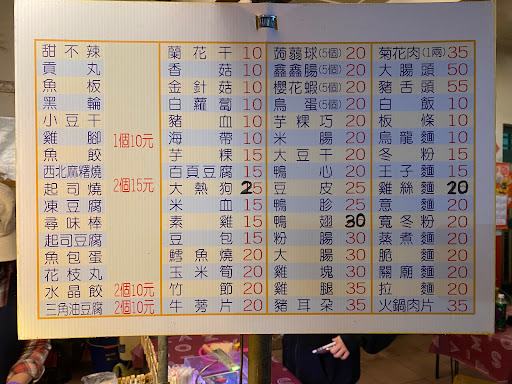 甜不辣
貢丸
魚板
黑輪
小豆干
雞腳 1個10元
魚餃
西北麻糬燒
起司燒 2個15元
凍豆腐
尋味棒
起司豆腐
魚包蛋
花枝丸
水晶餃 2個10元
三角油豆腐 2個10元
蘭花干 10
香菇 10
金針菇 10
白蘿蔔 10
豬血 10
海帶 10
芋粿 15
百頁豆腐 15
大熱狗 25
米血 15
素雞 15
豆包 15
鱈魚燒 20
玉米筍 20
竹節 20
牛蒡片 20
蒟蒻球(5個) 20
鑫鑫腸(5個) 20
櫻花蝦(5個) 20
鳥蛋(5個) 20
芋粿巧 20
米腸 20
大豆干 20
鴨心 20
豆皮 25
鴨胗 25
鴨翅 30
粉腸 30
大腸 30
雞塊 30
雞腿 35
豬耳朵 35
菊花肉(1兩) 35
大腸頭 50
豬舌頭 55
白飯 10
板條 10
烏龍麵 10
冬粉 15
王子麵 15
雞絲麵 20
意麵 20
寬冬粉 20
蒸煮麵 20
脆麵 20
關廟麵 20
拉麵 20
火鍋肉片 35